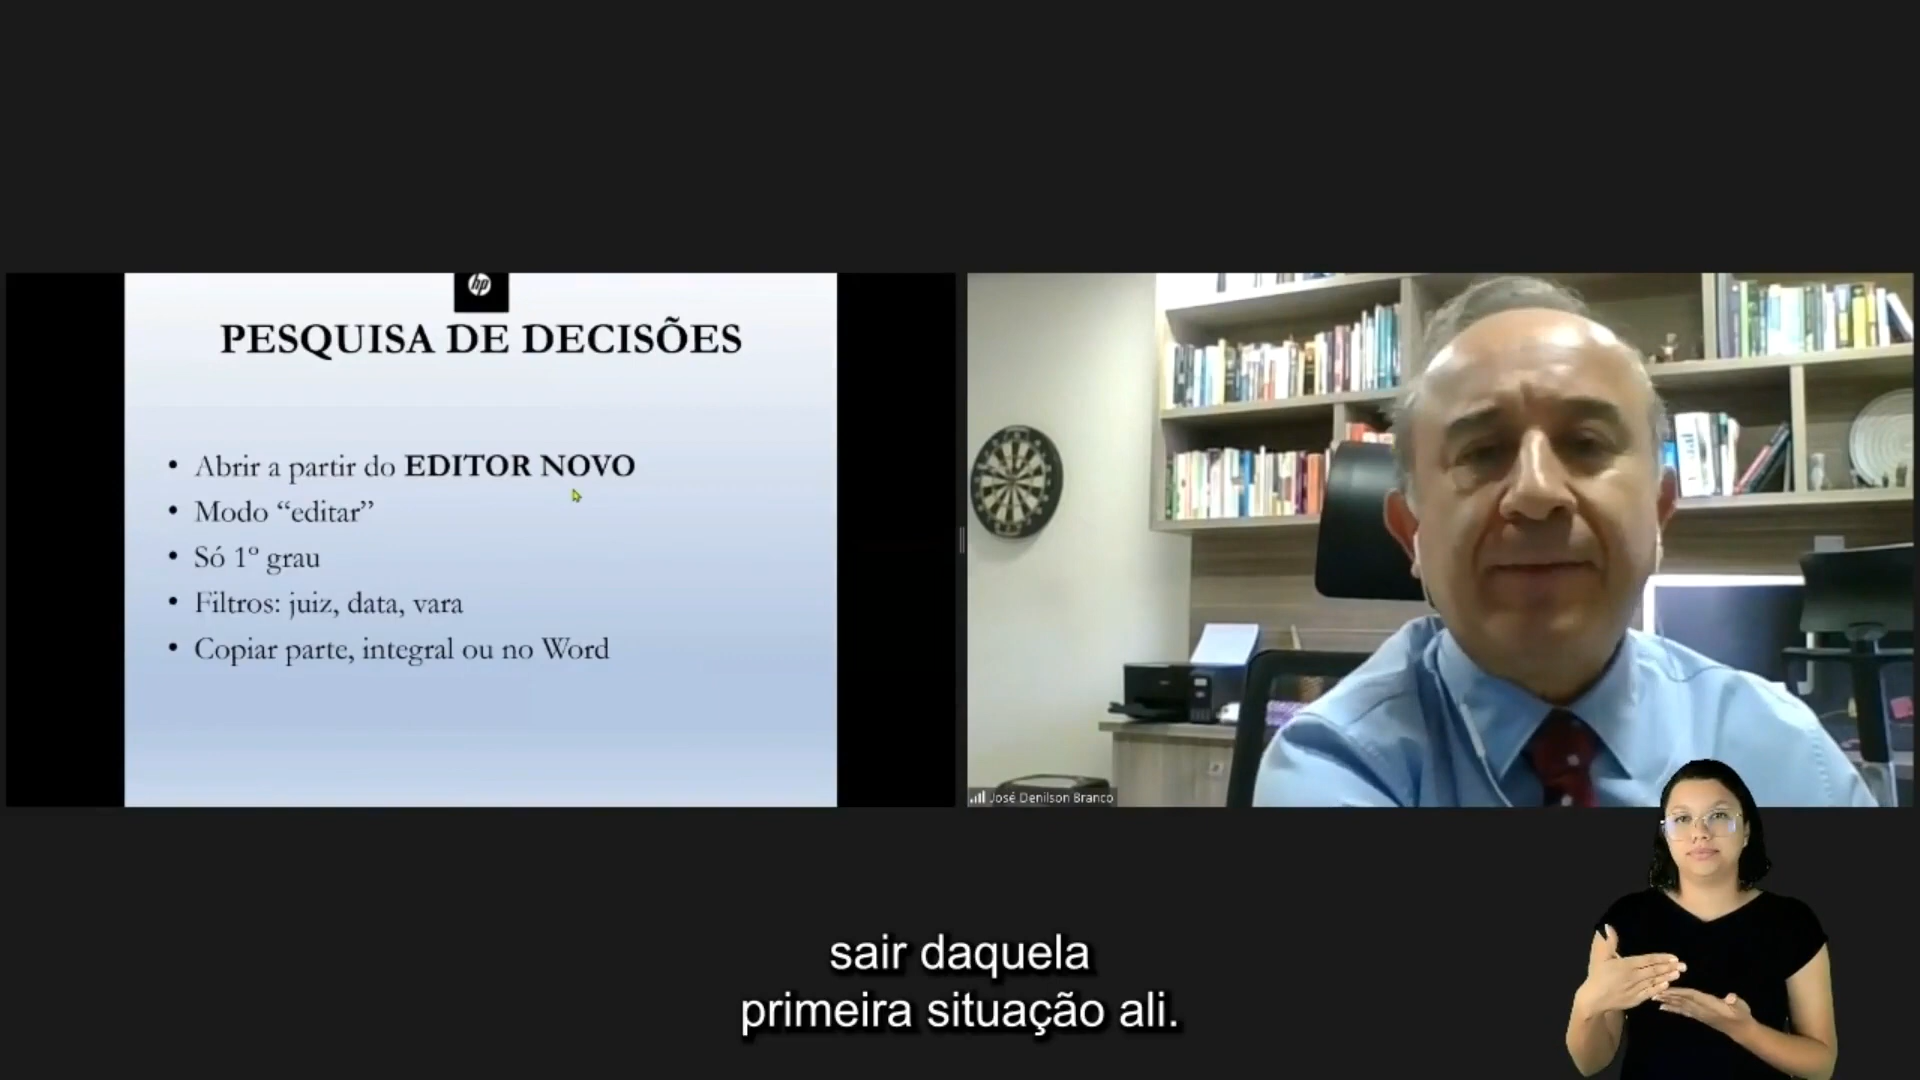 hp
PESQUISA DE DECISÕES
• Abrir a partir do EDITOR NOVO
• Modo “editar”
• Só 1º grau
• Filtros: juiz, data, vara
• Copiar parte, integral ou no Word
José Denilson Branco
sair daquela
primeira situação ali.